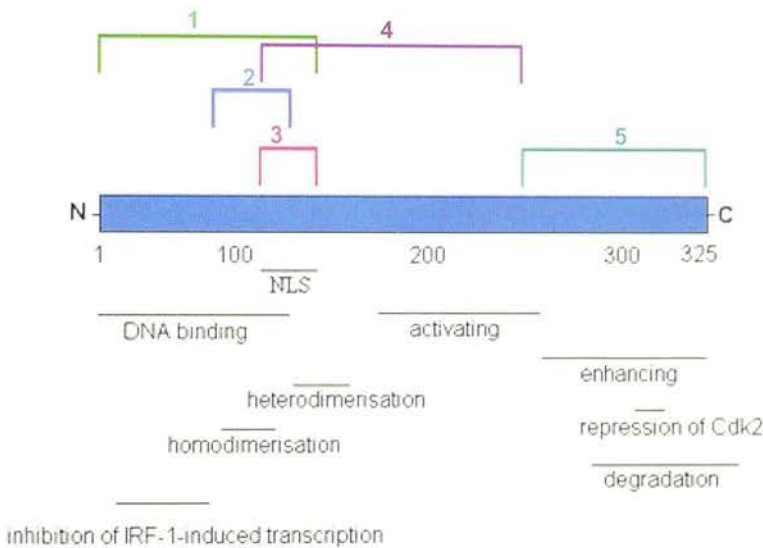 1
4
2
3
5
N
C
1 100 200 300 325
NLS
DNA binding
activating
enhancing
heterodimerisation
repression of Cdk2
homodimerisation
degradation
inhibition of IRF-1-induced transcription